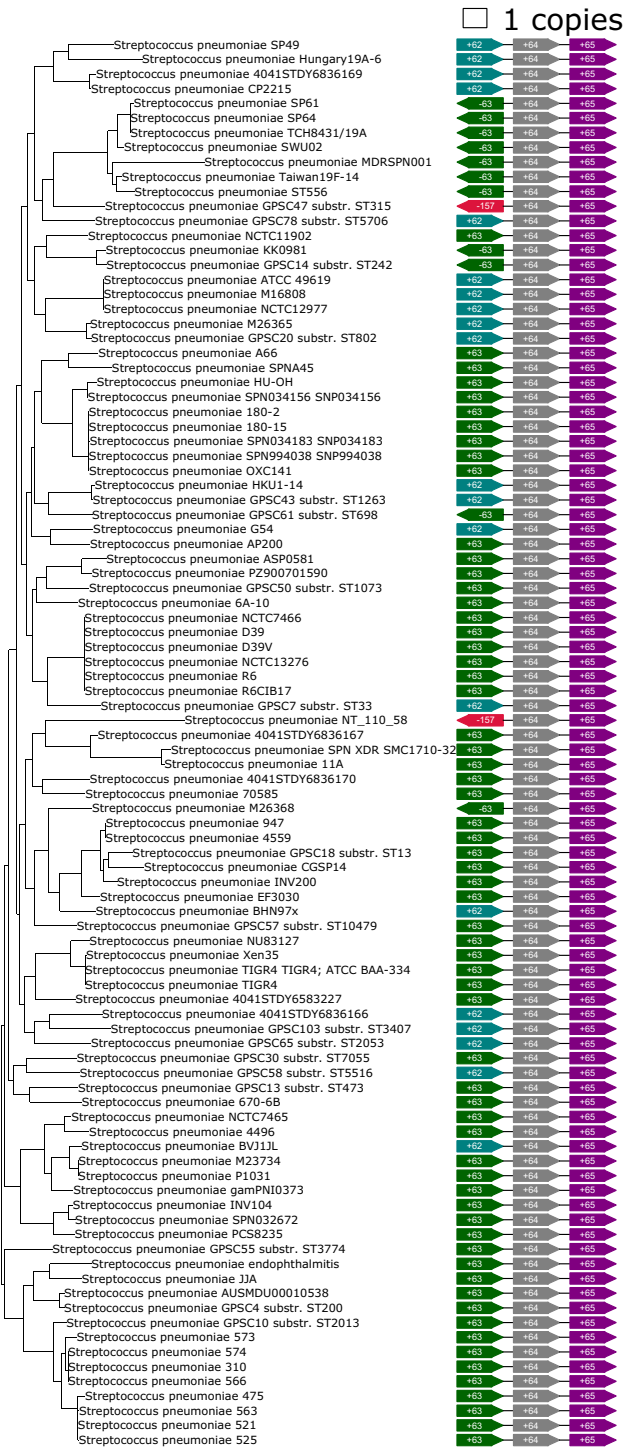 1 copies
Streptococcus pneumoniae SP49 +62 +64 +65
Streptococcus pneumoniae Hungary19A-6 +62 +64 +65
Streptococcus pneumoniae 4041STDY6836169 +62 +64 +65
Streptococcus pneumoniae CP2215 +62 +64 +65
Streptococcus pneumoniae SP61 -63 +64 +65
Streptococcus pneumoniae SP64 -63 +64 +65
Streptococcus pneumoniae TCH8431/19A -63 +64 +65
Streptococcus pneumoniae SWU02 -63 +64 +65
Streptococcus pneumoniae MDRSPN001 -63 +64 +65
Streptococcus pneumoniae Taiwan19F-14 -63 +64 +65
Streptococcus pneumoniae ST556 -63 +64 +65
Streptococcus pneumoniae GPSC47 substr. ST315 -157 +64 +65
Streptococcus pneumoniae GPSC78 substr. ST5706 +62 +64 +65
Streptococcus pneumoniae NCTC11902 +63 +64 +65
Streptococcus pneumoniae KK0981 -63 +64 +65
Streptococcus pneumoniae GPSC14 substr. ST242 -63 +64 +65
Streptococcus pneumoniae ATCC 49619 +62 +64 +65
Streptococcus pneumoniae M16808 +62 +64 +65
Streptococcus pneumoniae NCTC12977 +62 +64 +65
Streptococcus pneumoniae M26365 +62 +64 +65
Streptococcus pneumoniae GPSC20 substr. ST802 +62 +64 +65
Streptococcus pneumoniae A66 +63 +64 +65
Streptococcus pneumoniae SPNA45 +63 +64 +65
Streptococcus pneumoniae HU-OH +63 +64 +65
Streptococcus pneumoniae SPN034156 SNP034156 +63 +64 +65
Streptococcus pneumoniae 180-2 +63 +64 +65
Streptococcus pneumoniae 180-15 +63 +64 +65
Streptococcus pneumoniae SPN034183 SNP034183 +63 +64 +65
Streptococcus pneumoniae SPN994038 SNP994038 +63 +64 +65
Streptococcus pneumoniae OXC141 +63 +64 +65
Streptococcus pneumoniae HKU1-14 +62 +64 +65
Streptococcus pneumoniae GPSC43 substr. ST1263 +62 +64 +65
Streptococcus pneumoniae GPSC61 substr. ST698 -63 +64 +65
Streptococcus pneumoniae G54 +62 +64 +65
Streptococcus pneumoniae AP200 +63 +64 +65
Streptococcus pneumoniae ASP0581 +63 +64 +65
Streptococcus pneumoniae PZ900701590 +63 +64 +65
Streptococcus pneumoniae GPSC50 substr. ST1073 +63 +64 +65
Streptococcus pneumoniae 6A-10 +63 +64 +65
Streptococcus pneumoniae NCTC7466 +63 +64 +65
Streptococcus pneumoniae D39 +63 +64 +65
Streptococcus pneumoniae D39V +63 +64 +65
Streptococcus pneumoniae NCTC13276 +63 +64 +65
Streptococcus pneumoniae R6 +63 +64 +65
Streptococcus pneumoniae R6CIB17 +63 +64 +65
Streptococcus pneumoniae GPSC7 substr. ST33 +62 +64 +65
Streptococcus pneumoniae NT_110_58 -157 +64 +65
Streptococcus pneumoniae 4041STDY6836167 +63 +64 +65
Streptococcus pneumoniae SPN XDR SMC1710-32 +63 +64 +65
Streptococcus pneumoniae 11A +63 +64 +65
Streptococcus pneumoniae 4041STDY6836170 +63 +64 +65
Streptococcus pneumoniae 70585 +63 +64 +65
Streptococcus pneumoniae M26368 -63 +64 +65
Streptococcus pneumoniae 947 +63 +64 +65
Streptococcus pneumoniae 4559 +63 +64 +65
Streptococcus pneumoniae GPSC18 substr. ST13 +63 +64 +65
Streptococcus pneumoniae CGSP14 +63 +64 +65
Streptococcus pneumoniae INV200 +63 +64 +65
Streptococcus pneumoniae EF3030 +63 +64 +65
Streptococcus pneumoniae BHN97x +62 +64 +65
Streptococcus pneumoniae GPSC57 substr. ST10479 +63 +64 +65
Streptococcus pneumoniae NU83127 +63 +64 +65
Streptococcus pneumoniae Xen35 +63 +64 +65
Streptococcus pneumoniae TIGR4 TIGR4; ATCC BAA-334 +63 +64 +65
Streptococcus pneumoniae TIGR4 +63 +64 +65
Streptococcus pneumoniae 4041STDY6583227 +63 +64 +65
Streptococcus pneumoniae 4041STDY6836166 +62 +64 +65
Streptococcus pneumoniae GPSC103 substr. ST3407 +62 +64 +65
Streptococcus pneumoniae GPSC65 substr. ST2053 +62 +64 +65
Streptococcus pneumoniae GPSC30 substr. ST7055 +63 +64 +65
Streptococcus pneumoniae GPSC58 substr. ST5516 +62 +64 +65
Streptococcus pneumoniae GPSC13 substr. ST473 +63 +64 +65
Streptococcus pneumoniae 670-6B +63 +64 +65
Streptococcus pneumoniae NCTC7465 +63 +64 +65
Streptococcus pneumoniae 4496 +63 +64 +65
Streptococcus pneumoniae BVJ1JL +62 +64 +65
Streptococcus pneumoniae M23734 +63 +64 +65
Streptococcus pneumoniae P1031 +63 +64 +65
Streptococcus pneumoniae gamPNI0373 +63 +64 +65
Streptococcus pneumoniae INV104 +63 +64 +65
Streptococcus pneumoniae SPN032672 +63 +64 +65
Streptococcus pneumoniae PCS8235 +63 +64 +65
Streptococcus pneumoniae GPSC55 substr. ST3774 +63 +64 +65
Streptococcus pneumoniae endophthalmitis +63 +64 +65
Streptococcus pneumoniae JJA +63 +64 +65
Streptococcus pneumoniae AUSMDU00010538 +63 +64 +65
Streptococcus pneumoniae GPSC4 substr. ST200 +63 +64 +65
Streptococcus pneumoniae GPSC10 substr. ST2013 +63 +64 +65
Streptococcus pneumoniae 573 +63 +64 +65
Streptococcus pneumoniae 574 +63 +64 +65
Streptococcus pneumoniae 310 +63 +64 +65
Streptococcus pneumoniae 566 +63 +64 +65
Streptococcus pneumoniae 475 +63 +64 +65
Streptococcus pneumoniae 563 +63 +64 +65
Streptococcus pneumoniae 521 +63 +64 +65
Streptococcus pneumoniae 525 +63 +64 +65